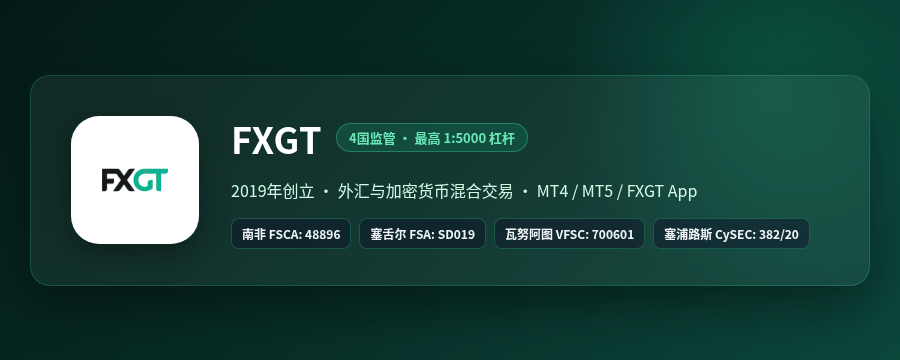 FXGT
FXGT 4国监管 · 最高 1:5000 杠杆
2019年创立 · 外汇与加密货币混合交易 · MT4 / MT5 / FXGT App
南非 FSCA: 48896 塞舌尔 FSA: SD019 瓦努阿图 VFSC: 700601 塞浦路斯 CySEC: 382/20